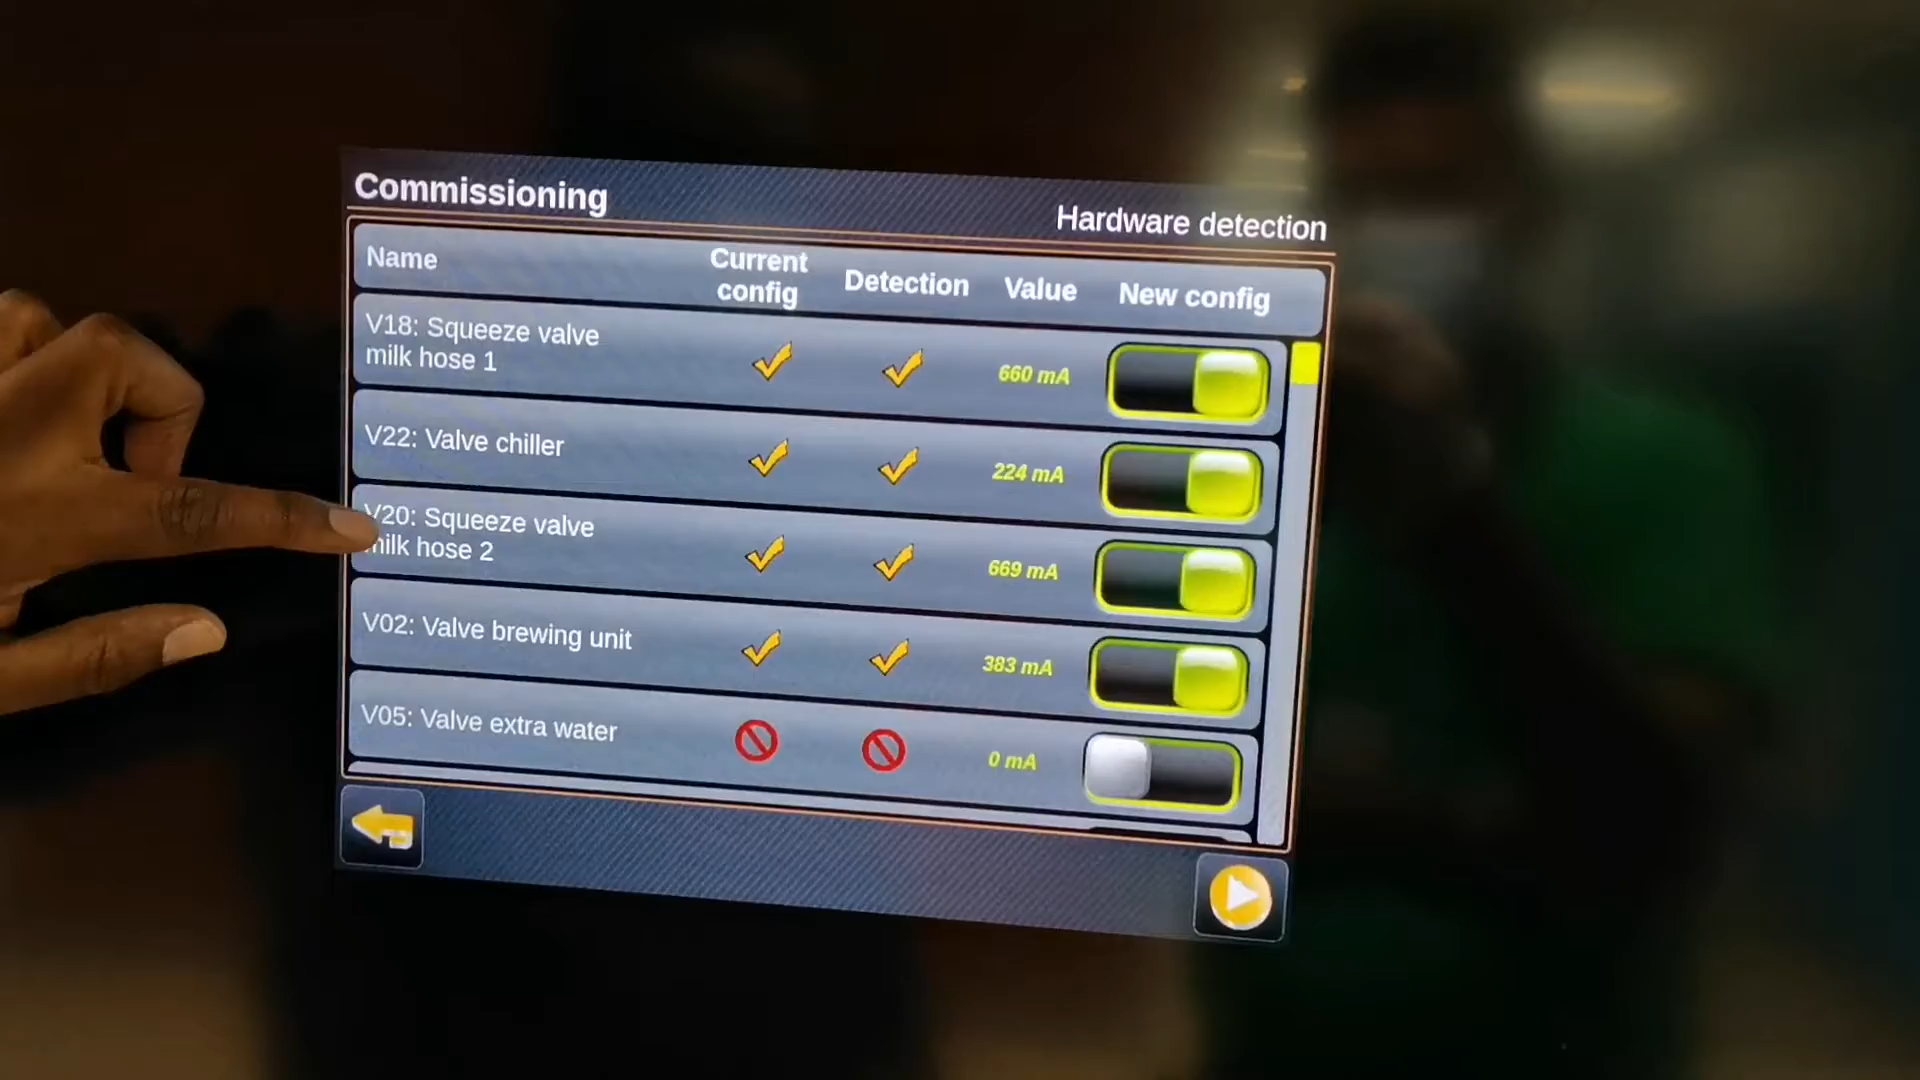 Commissioning
Hardware detection
Name
Current
config
Detection
Value
New config
V18: Squeeze valve
milk hose 1
660 mA
V22: Valve chiller
224 mA
V20: Squeeze valve
milk hose 2
669 mA
V02: Valve brewing unit
383 mA
V05: Valve extra water
0 mA